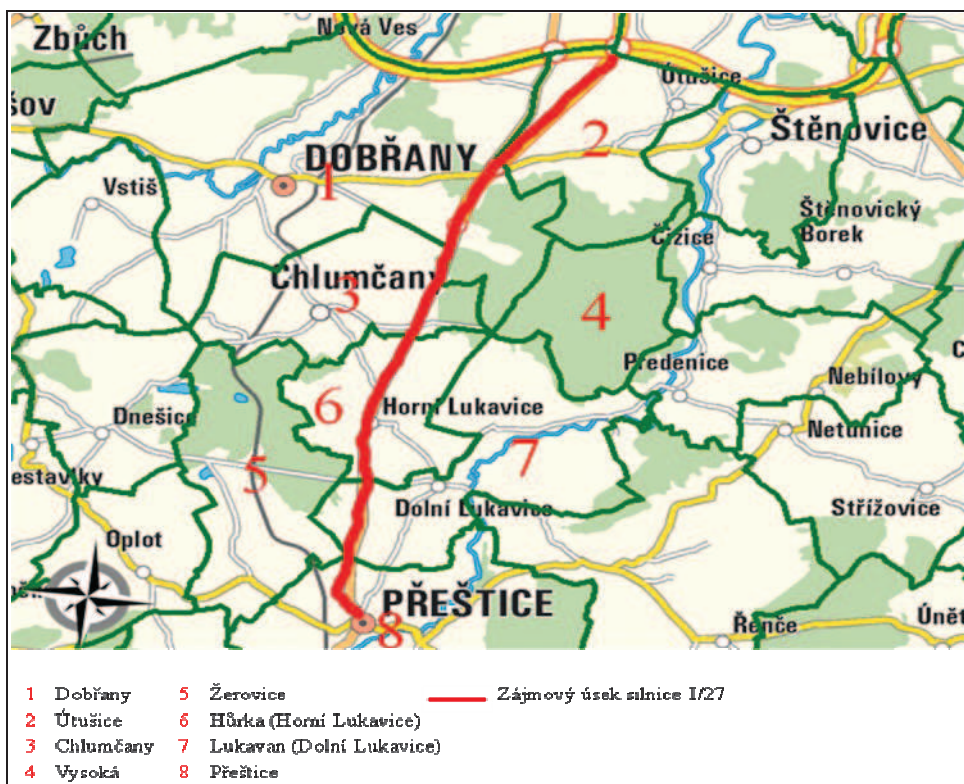 Nová Ves
Zbůch
Útušice
šov
Štěnovice
DOBŘANY
2
1
Vstiš
Štěnovický
Borek
Čižice
Chlumčany
3
4
Předenice
Nebílovy
6
Horní Lukavice
Dnešice
Netunice
7
5
Dolní Lukavice
Střížovice
Oplot
PŘEŠTICE
8
Řenče
Únět
1 Dobřany 5 Žerovice Zájmový úsek silnice I/27
2 Útušice 6 Hůrka (Horní Lukavice)
3 Chlumčany 7 Lukavan (Dolní Lukavice)
4 Vysoká 8 Přeštice